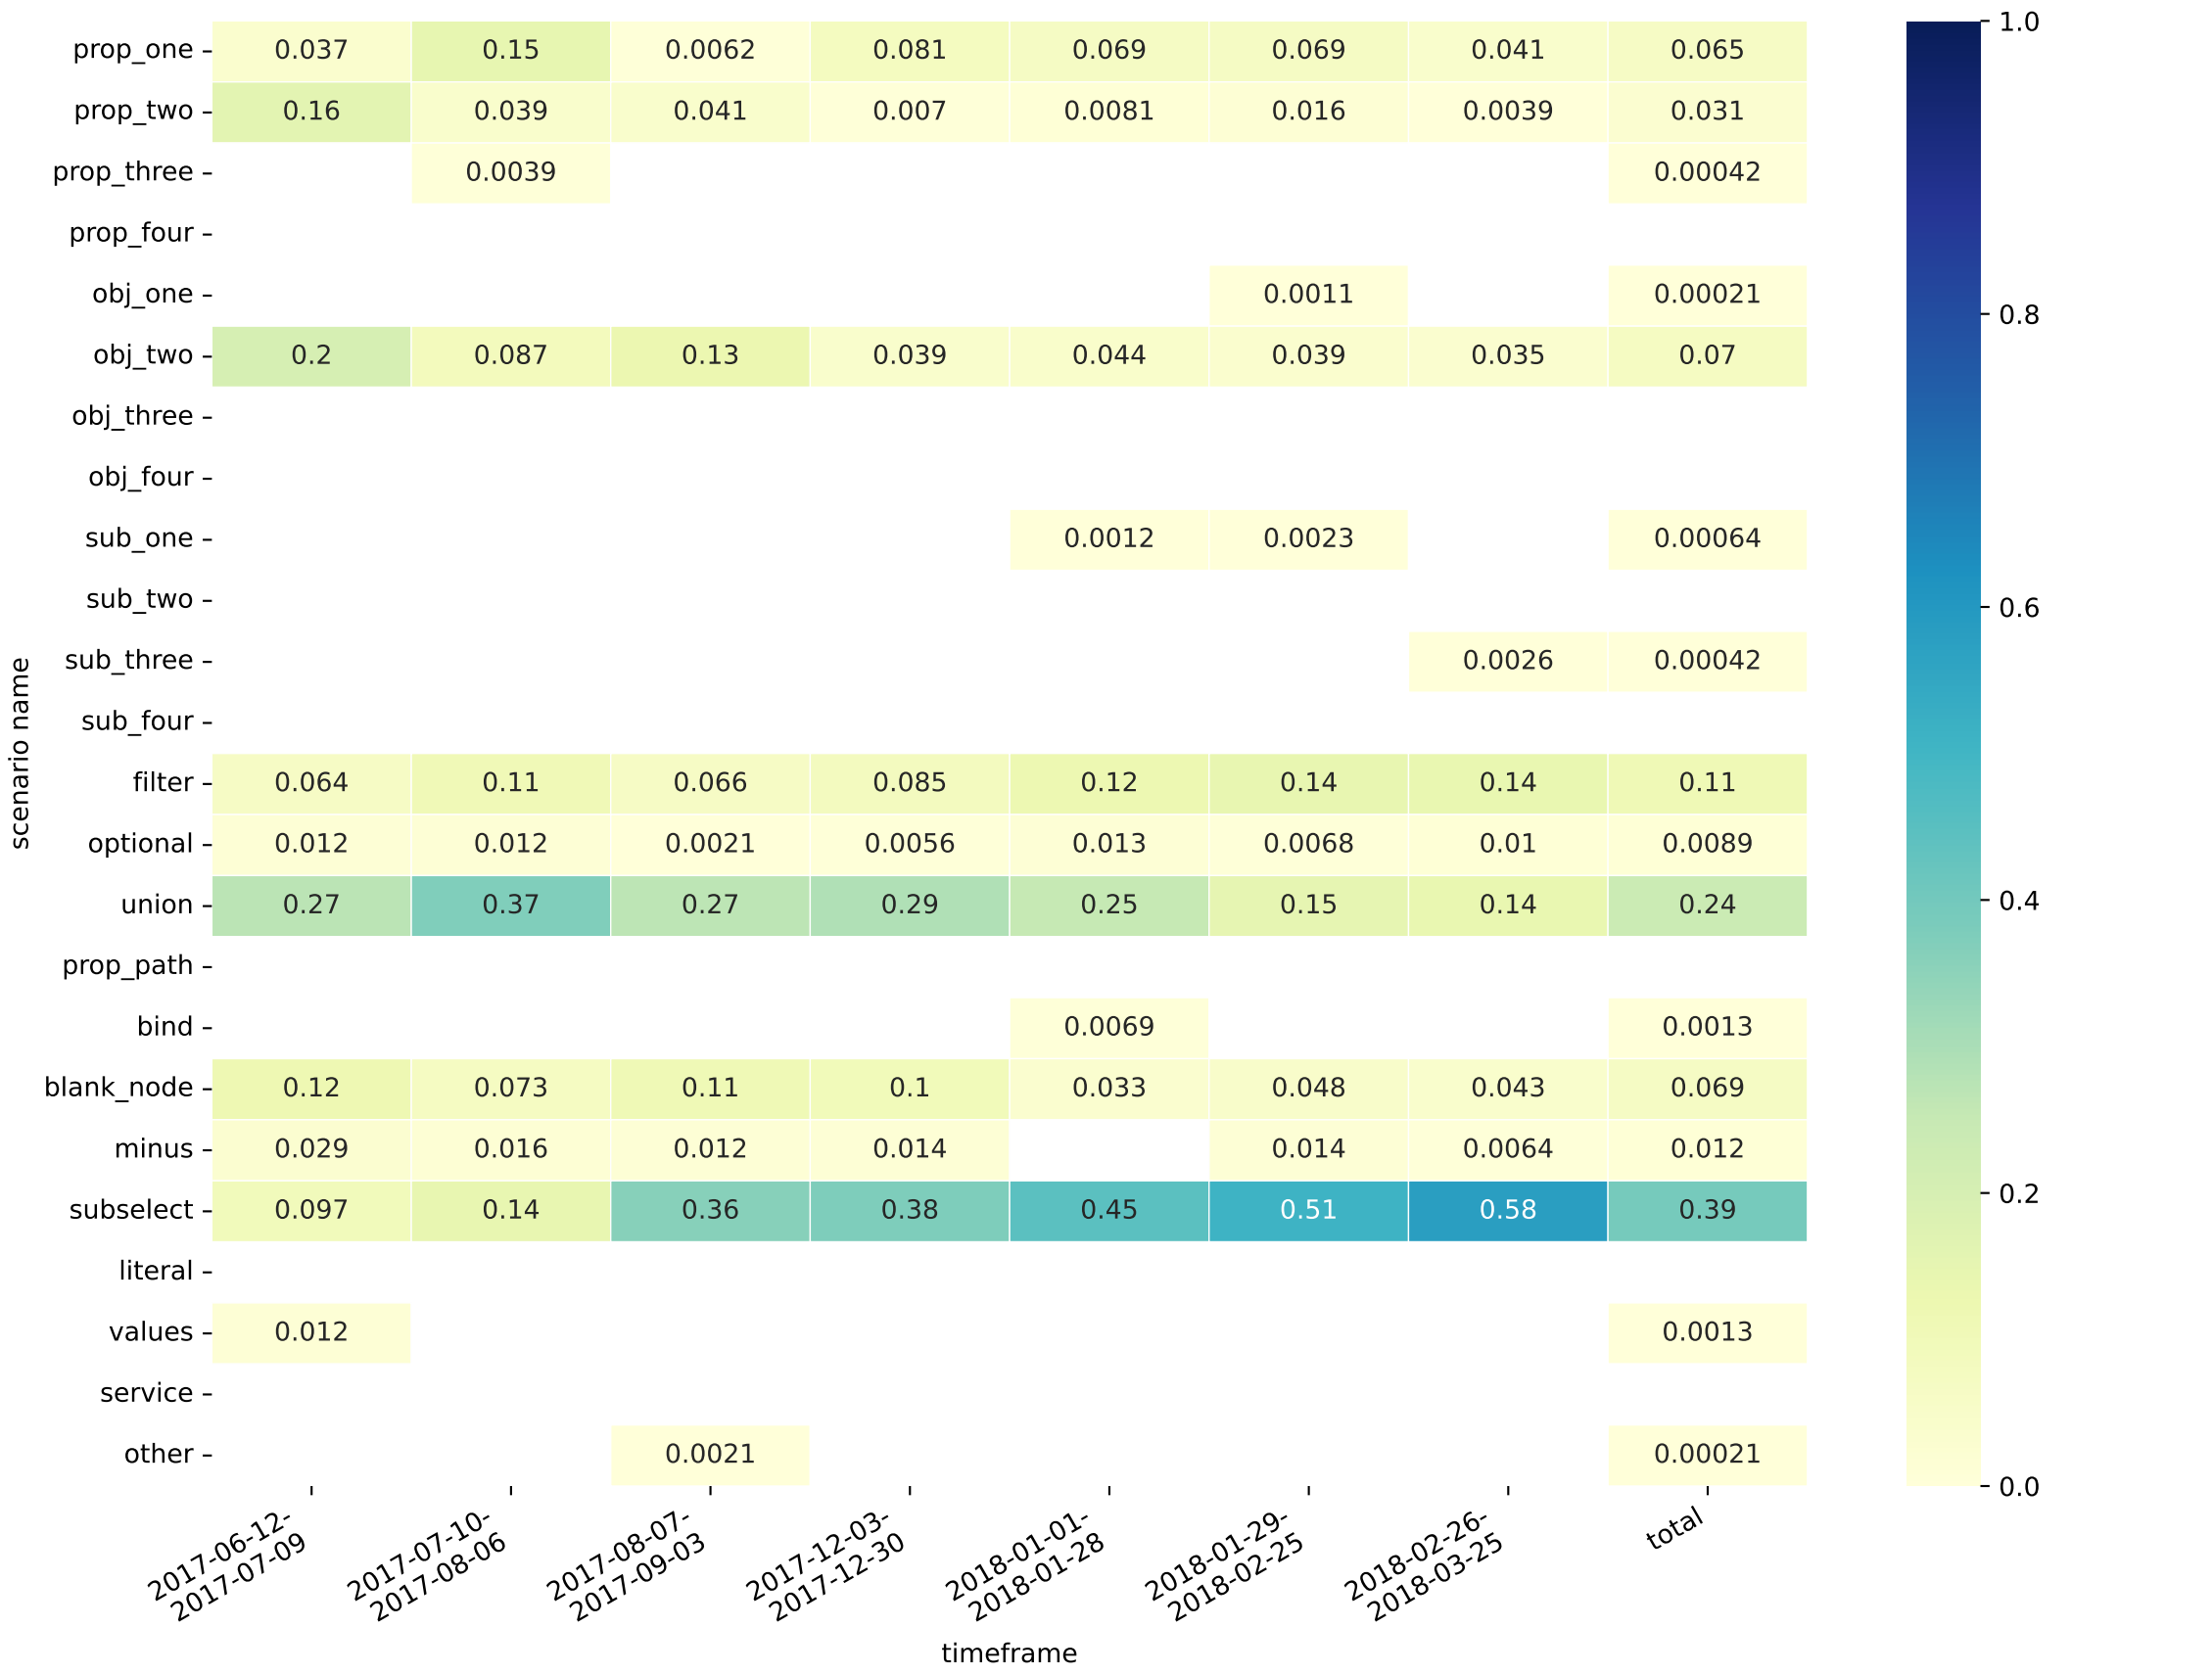 prop_one 0.037 0.15 0.0062 0.081 0.069 0.069 0.041 0.065
prop_two 0.16 0.039 0.041 0.007 0.0081 0.016 0.0039 0.031
prop_three 0.0039 0.00042
prop_four
obj_one 0.0011 0.00021
obj_two 0.2 0.087 0.13 0.039 0.044 0.039 0.035 0.07
obj_three
obj_four
sub_one 0.0012 0.0023 0.00064
sub_two
sub_three 0.0026 0.00042
sub_four
filter 0.064 0.11 0.066 0.085 0.12 0.14 0.14 0.11
optional 0.012 0.012 0.0021 0.0056 0.013 0.0068 0.01 0.0089
union 0.27 0.37 0.27 0.29 0.25 0.15 0.14 0.24
prop_path
bind 0.0069 0.0013
blank_node 0.12 0.073 0.11 0.1 0.033 0.048 0.043 0.069
minus 0.029 0.016 0.012 0.014 0.014 0.0064 0.012
subselect 0.097 0.14 0.36 0.38 0.45 0.51 0.58 0.39
literal
values 0.012 0.0013
service
other 0.0021 0.00021
scenario name
2017-06-12-
2017-07-09
2017-07-10-
2017-08-06
2017-08-07-
2017-09-03
2017-12-03-
2017-12-30
2018-01-01-
2018-01-28
2018-01-29-
2018-02-25
2018-02-26-
2018-03-25
total
timeframe
1.0
0.8
0.6
0.4
0.2
0.0